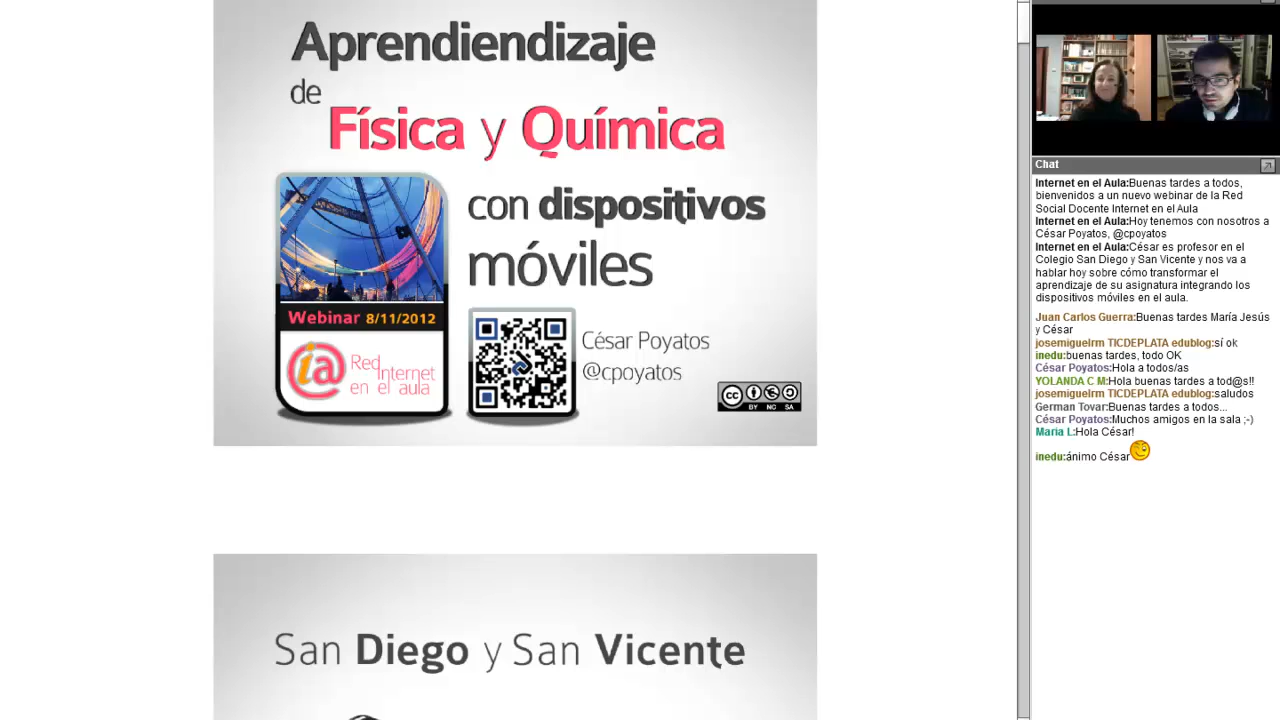 Aprendiendizaje
de
Física y Química
con dispositivos
móviles
Webinar 8/11/2012
ia Red
Internet
en el aula
César Poyatos
@cpoyatos
cc
BY NC SA
San Diego y San Vicente
Chat
Internet en el Aula:Buenas tardes a todos,
bienvenidos a un nuevo webinar de la Red
Social Docente Internet en el Aula
Internet en el Aula:Hoy tenemos con nosotros a
César Poyatos, @cpoyatos
Internet en el Aula:César es profesor en el
Colegio San Diego y San Vicente y nos va a
hablar hoy sobre cómo transformar el
aprendizaje de su asignatura integrando los
dispositivos móviles en el aula.
Juan Carlos Guerra:Buenas tardes María Jesús
y César
josemiguelrm TICDEPLATA edublog:sí ok
inedu:buenas tardes, todo OK
César Poyatos:Hola a todos/as
YOLANDA C M:Hola buenas tardes a tod@s!!
josemiguelrm TICDEPLATA edublog:saludos
German Tovar:Buenas tardes a todos...
César Poyatos:Muchos amigos en la sala ;-)
Maria L:Hola César!
inedu:ánimo César